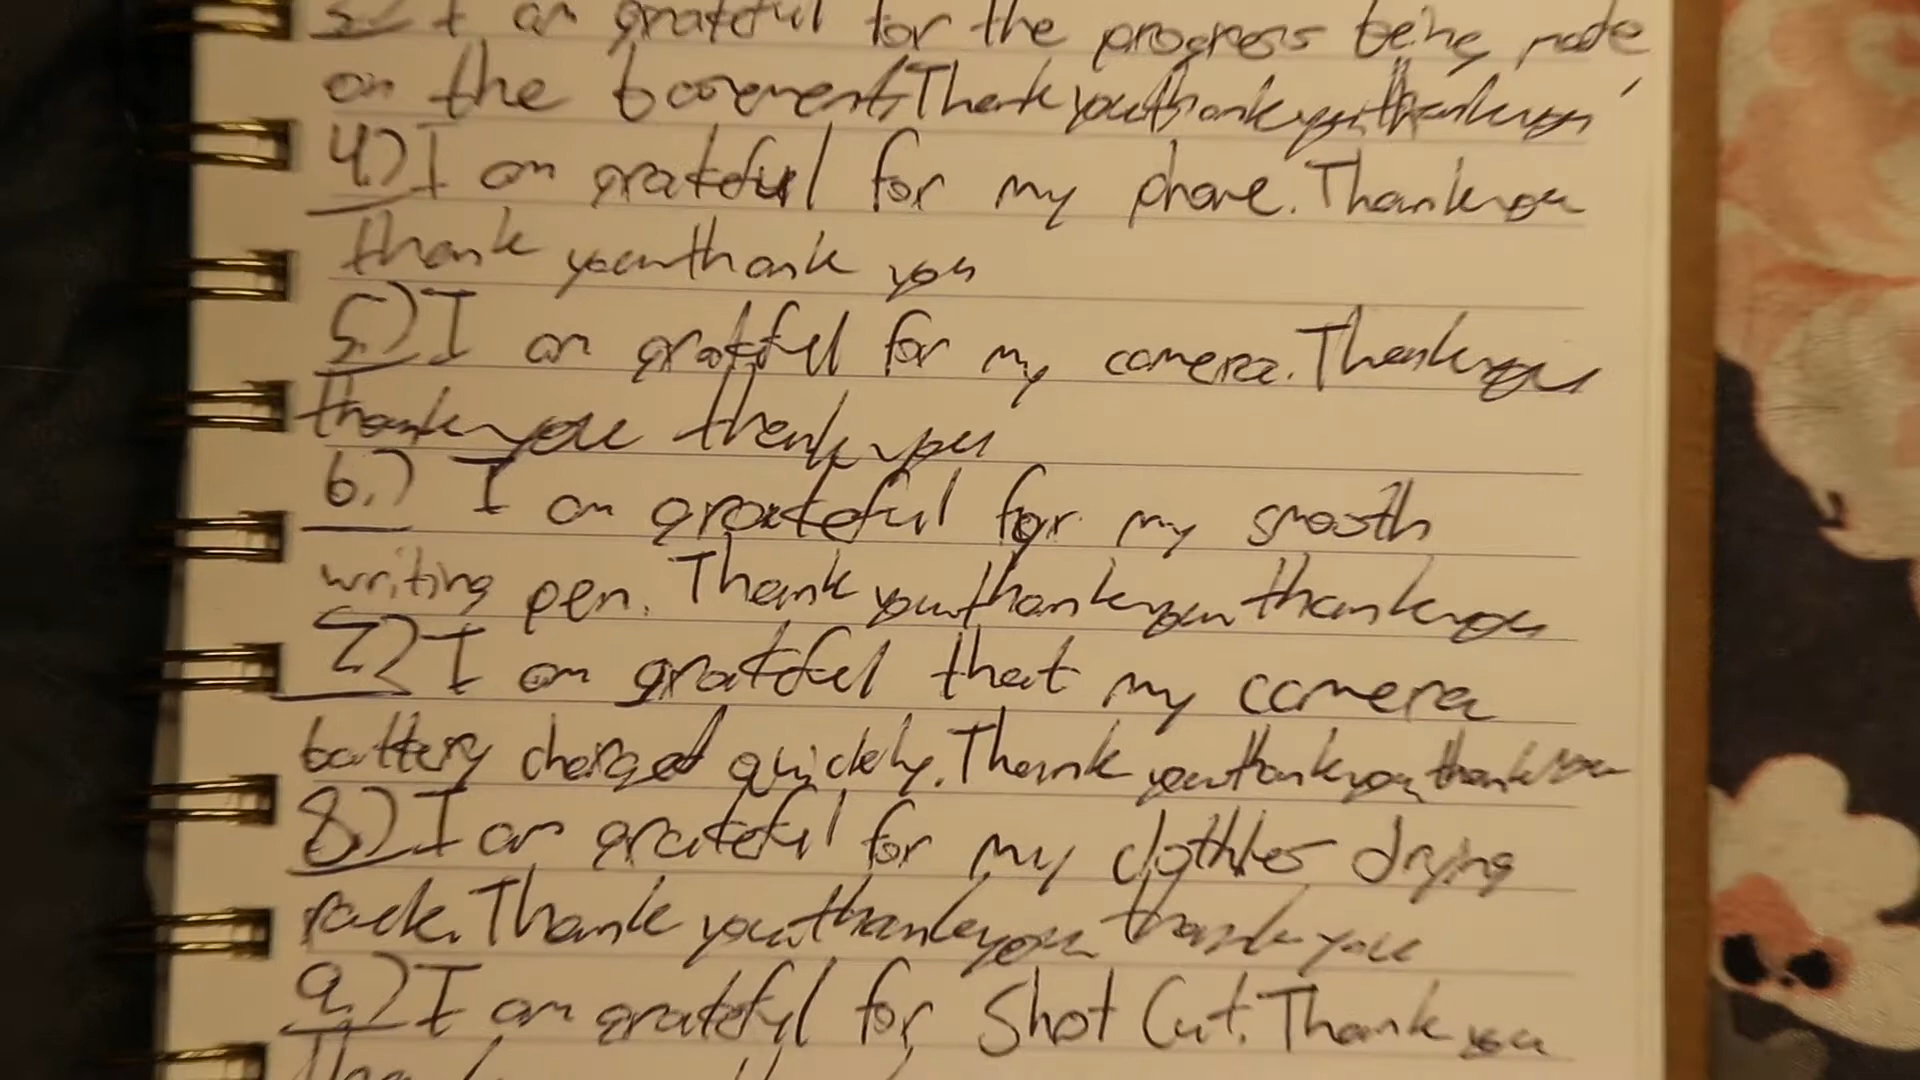 3.) I am grateful for the progress being made
on the basement. Thank you thank you thank you
4.) I am grateful for my phone. Thank you
thank you thank you
5.) I am grateful for my camera. Thank you
thank you thank you
6.) I am grateful for my smooth
writing pen. Thank you thank you thank you
7.) I am grateful that my camera
battery charged quickly. Thank you thank you thank you
8.) I am grateful for my clothes drying
rack. Thank you thank you thank you
9.) I am grateful for Shot Cut. Thank you